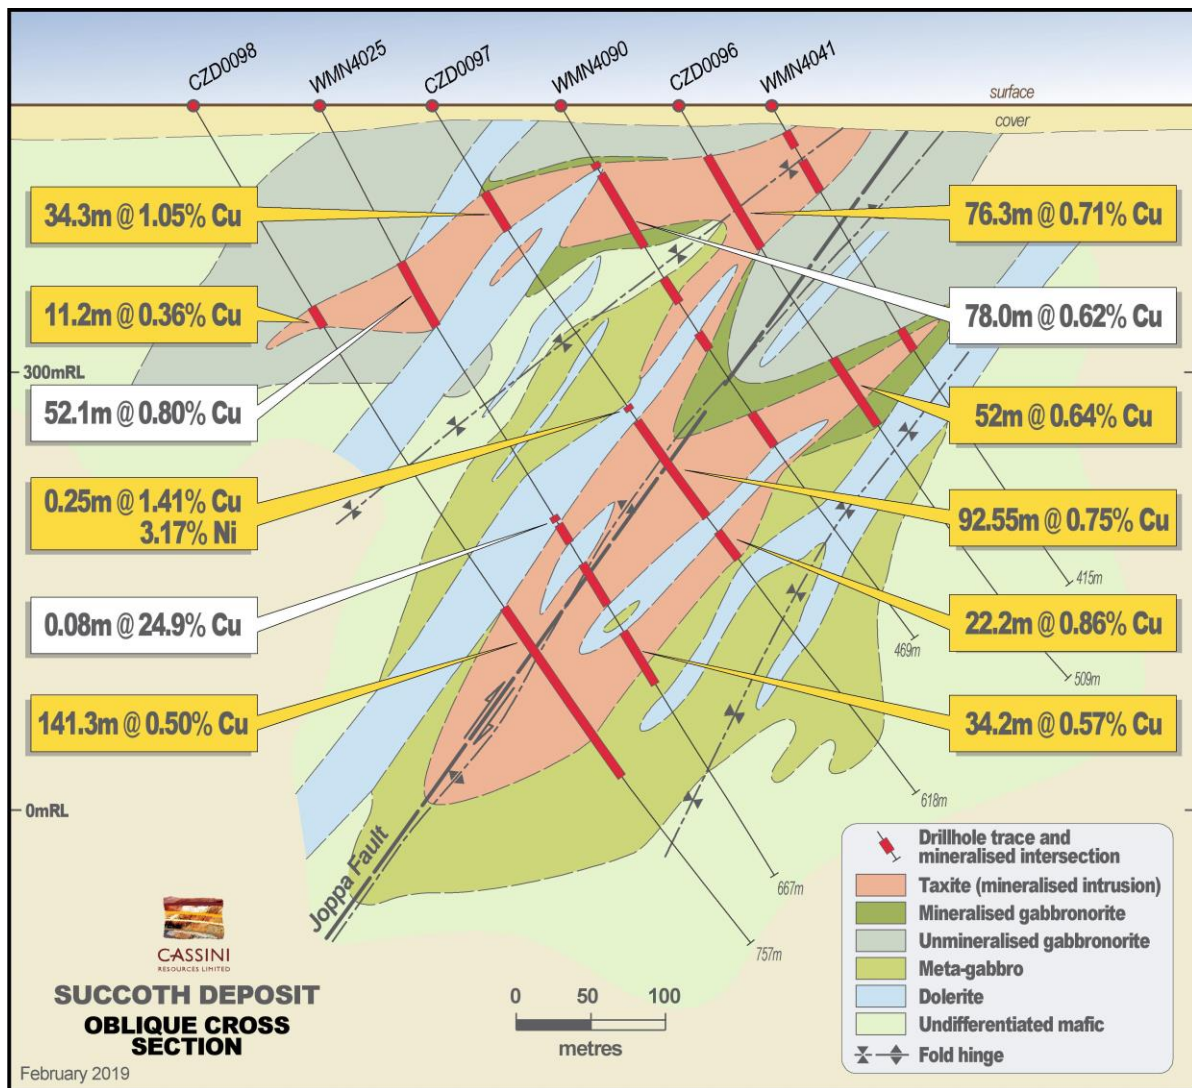 CZD0098
WMN4025
CZD0097
WMN4090
CZD0096
WMN4041
surface
cover
34.3m @ 1.05% Cu
11.2m @ 0.36% Cu
300mRL
52.1m @ 0.80% Cu
0.25m @ 1.41% Cu
3.17% Ni
0.08m @ 24.9% Cu
141.3m @ 0.50% Cu
0mRL
76.3m @ 0.71% Cu
78.0m @ 0.62% Cu
52m @ 0.64% Cu
92.55m @ 0.75% Cu
22.2m @ 0.86% Cu
34.2m @ 0.57% Cu
415m
469m
509m
618m
667m
757m
Joppa Fault
CASSINI
RESOURCES LIMITED
SUCCOTH DEPOSIT
OBLIQUE CROSS
SECTION
February 2019
0 50 100
metres
Drillhole trace and
mineralised intersection
Taxite (mineralised intrusion)
Mineralised gabbronorite
Unmineralised gabbronorite
Meta-gabbro
Dolerite
Undifferentiated mafic
Fold hinge